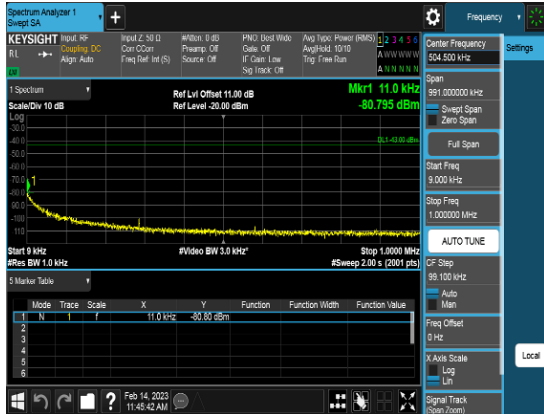 Spectrum Analyzer 1
Swept SA
+
Frequency
KEYSIGHT
Input: RF
Coupling: DC
Align: Auto
Input Z: 50 Ω
Corr CCorr
Freq Ref: Int (S)
#Atten: 0 dB
Preamp: Off
Source: Off
PNO: Best Wide
Gate: Off
IF Gain: Low
Sig Track: Off
Avg Type: Power (RMS)
Avg|Hold: 10/10
Trig: Free Run
1 2 3 4 5 6
A W W W W W
A N N N N N
RL
1 Spectrum
Scale/Div 10 dB
Ref Lvl Offset 11.00 dB
Ref Level -20.00 dBm
Mkr1 11.0 kHz
-80.795 dBm
Log
-30.0
-40.0
-50.0
-60.0
-70.0
-80.0
-90.0
-100
-110
DL1 -43.00 dBm
1
Start 9 kHz
#Res BW 1.0 kHz
#Video BW 3.0 kHz*
Stop 1.0000 MHz
#Sweep 2.00 s (2001 pts)
5 Marker Table
Mode Trace Scale X Y Function Function Width Function Value
1 N 1 f 11.0 kHz -80.80 dBm
2
3
4
5
6
Feb 14, 2023
11:45:42 AM
Center Frequency
504.500 kHz
Span
991.000000 kHz
Swept Span
Zero Span
Full Span
Start Freq
9.000 kHz
Stop Freq
1.000000 MHz
AUTO TUNE
CF Step
99.100 kHz
Auto
Man
Freq Offset
0 Hz
X Axis Scale
Log
Lin
Signal Track
(Span Zoom)
Settings
Local